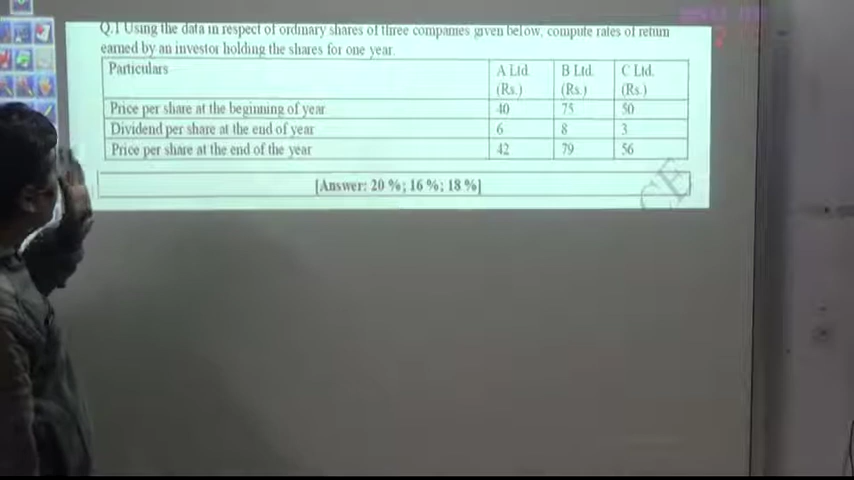 Q.1 Using the data in respect of ordinary shares of three companies given below, compute rates of return
earned by an investor holding the shares for one year.
Particulars A Ltd. B Ltd. C Ltd.
(Rs.) (Rs.) (Rs.)
Price per share at the beginning of year 40 75 50
Dividend per share at the end of year 6 8 3
Price per share at the end of the year 42 79 56
[Answer: 20 %; 16 %; 18 %]
CE